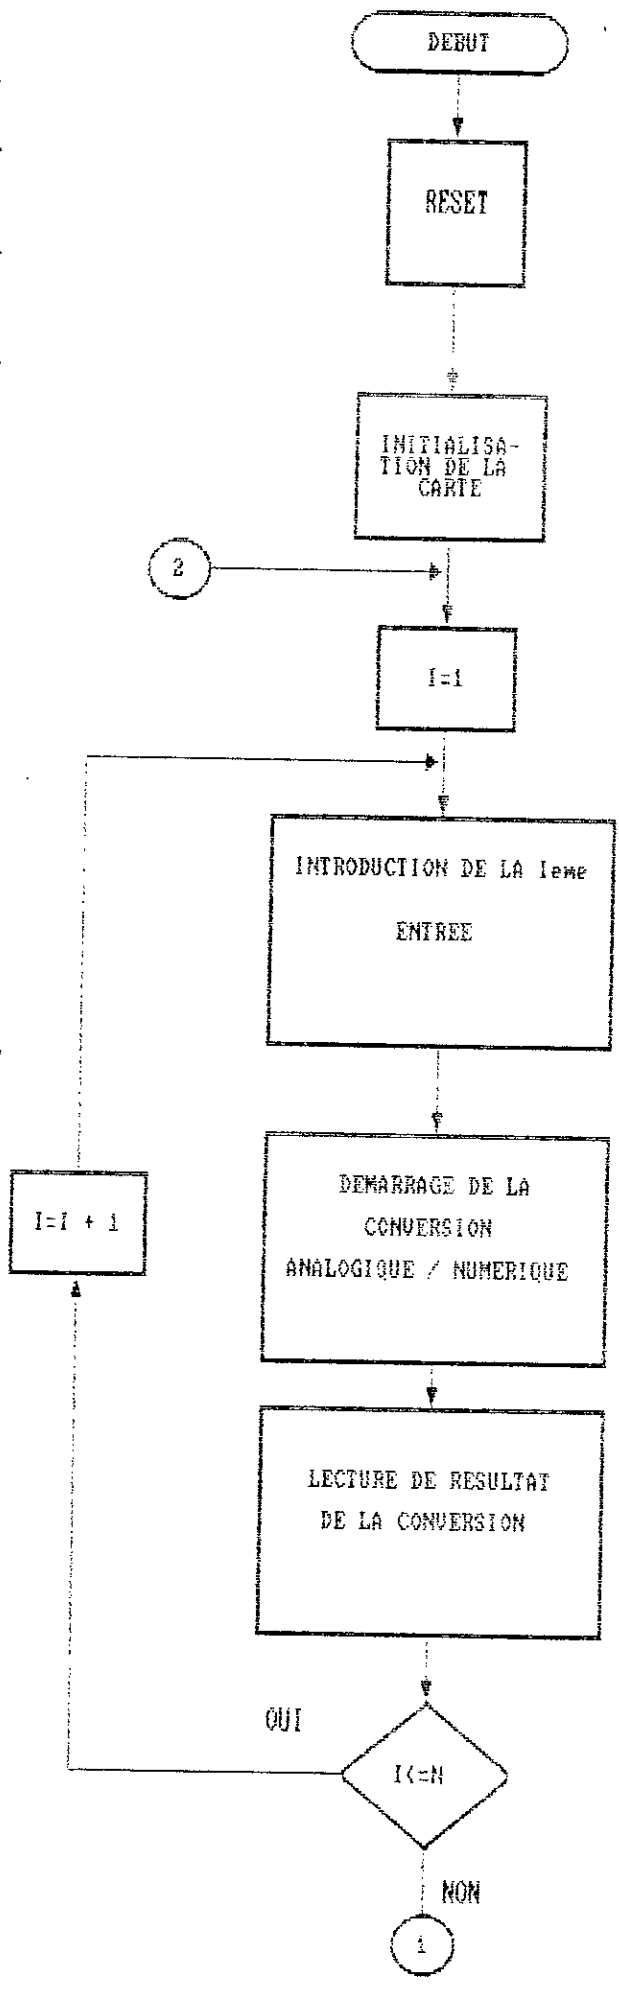 DEBUT
RESET
INITIALISA-
TION DE LA
CARTE
2
I=1
INTRODUCTION DE LA Ieme
ENTREE
DEMARRAGE DE LA
CONVERSION
ANALOGIQUE / NUMERIQUE
I=I + 1
LECTURE DE RESULTAT
DE LA CONVERSION
OUI
I<=N
NON
1